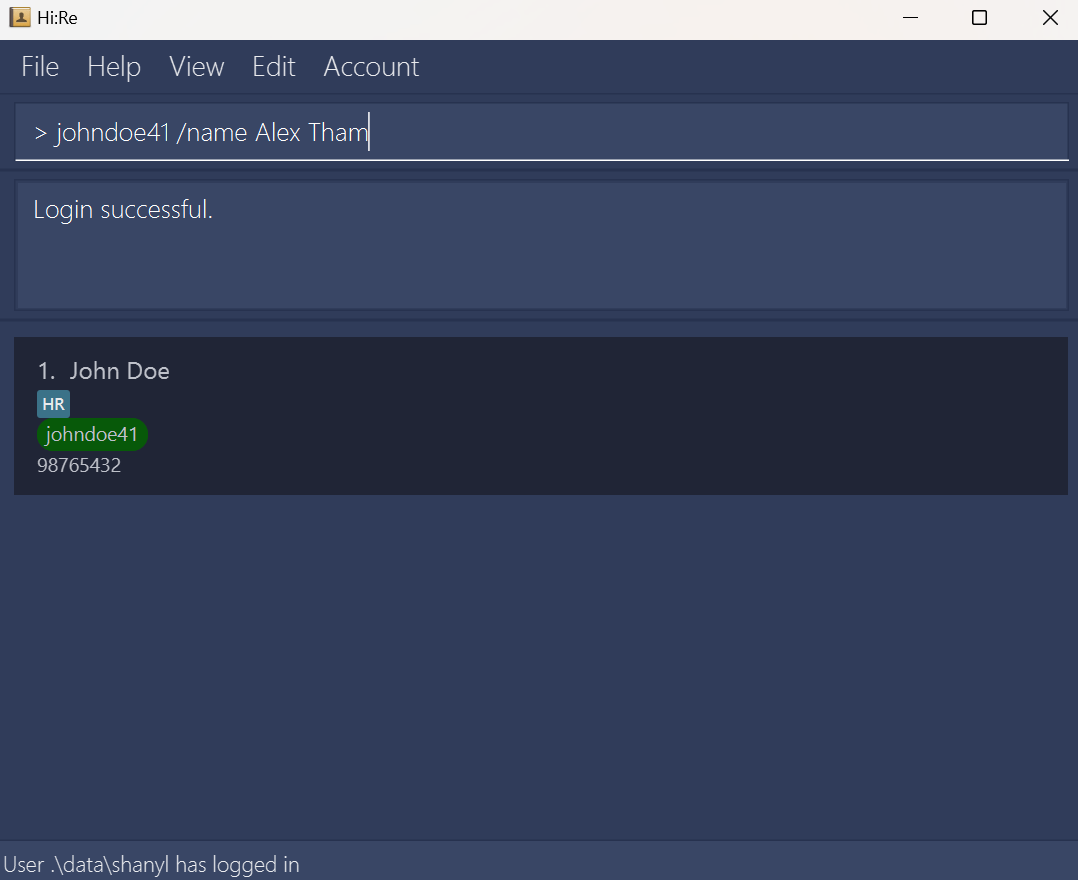 Hi:Re
File Help View Edit Account
> johndoe41 /name Alex Tham
Login successful.
1. John Doe
HR
johndoe41
98765432
User .\data\shanyl has logged in